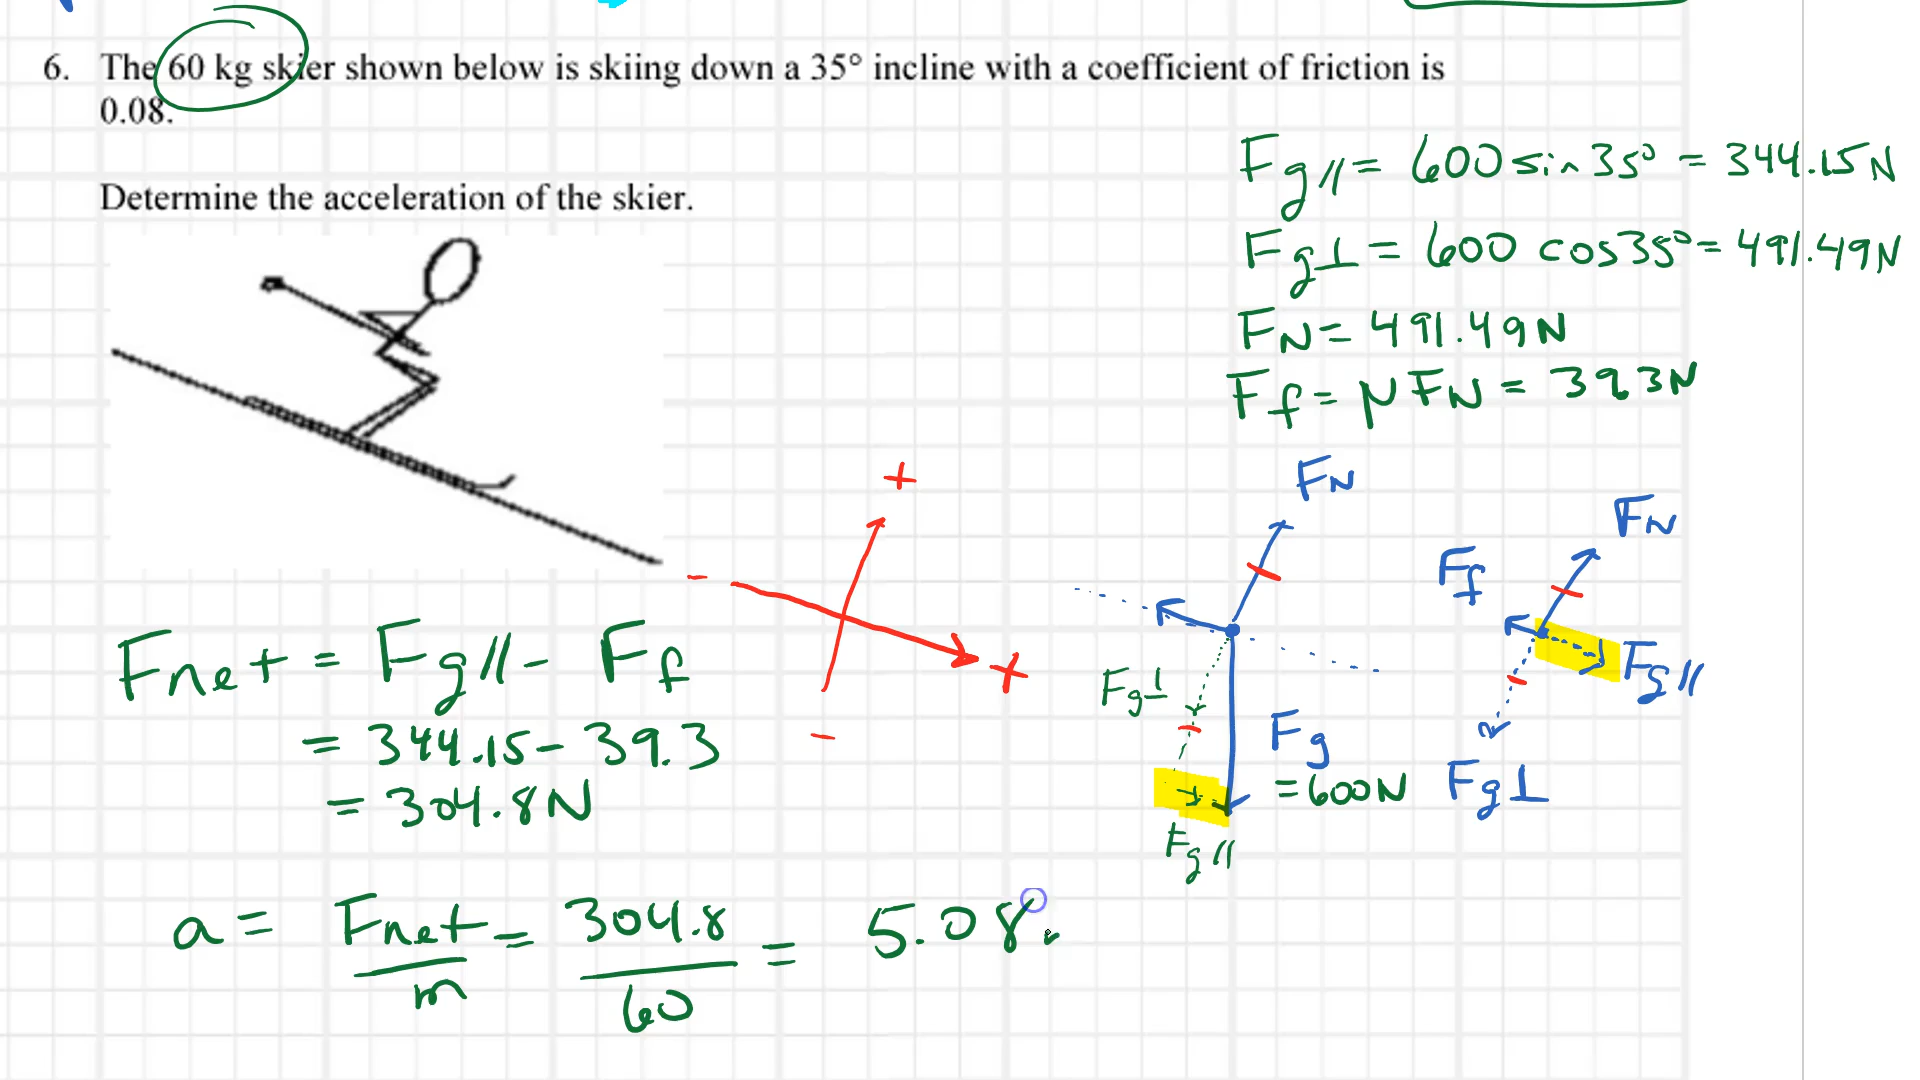 6. The 60 kg skier shown below is skiing down a 35° incline with a coefficient of friction is
0.08.
Determine the acceleration of the skier.
Fg// = 600 sin 35° = 344.15 N
Fg⊥ = 600 cos 35° = 491.49 N
FN = 491.49 N
Ff = μ FN = 39.3 N
+
-
+
-
FN
Fg⊥
Fg
= 600 N
Fg//
FN
Ff
Fg//
Fg⊥
Fnet = Fg// - Ff
= 344.15 - 39.3
= 304.8 N
a = Fnet/m = 304.8/60 = 5.08